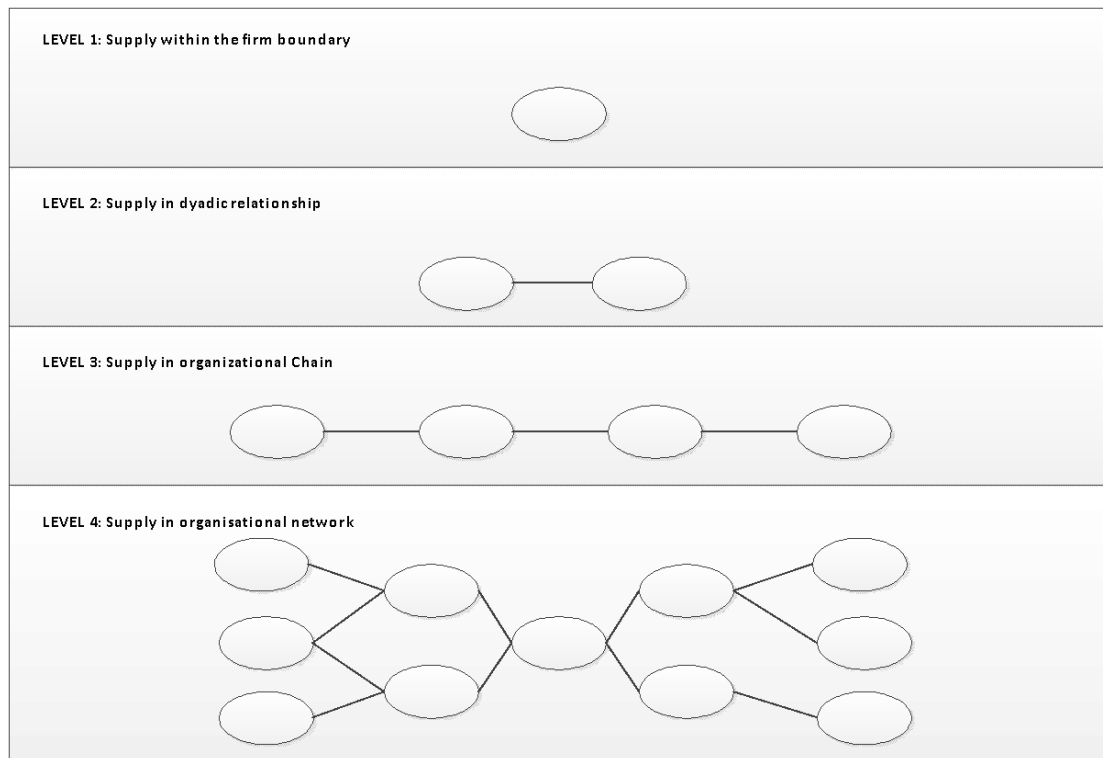 LEVEL 1: Supply within the firm boundary
LEVEL 2: Supply in dyadic relationship
LEVEL 3: Supply in organizational Chain
LEVEL 4: Supply in organisational network